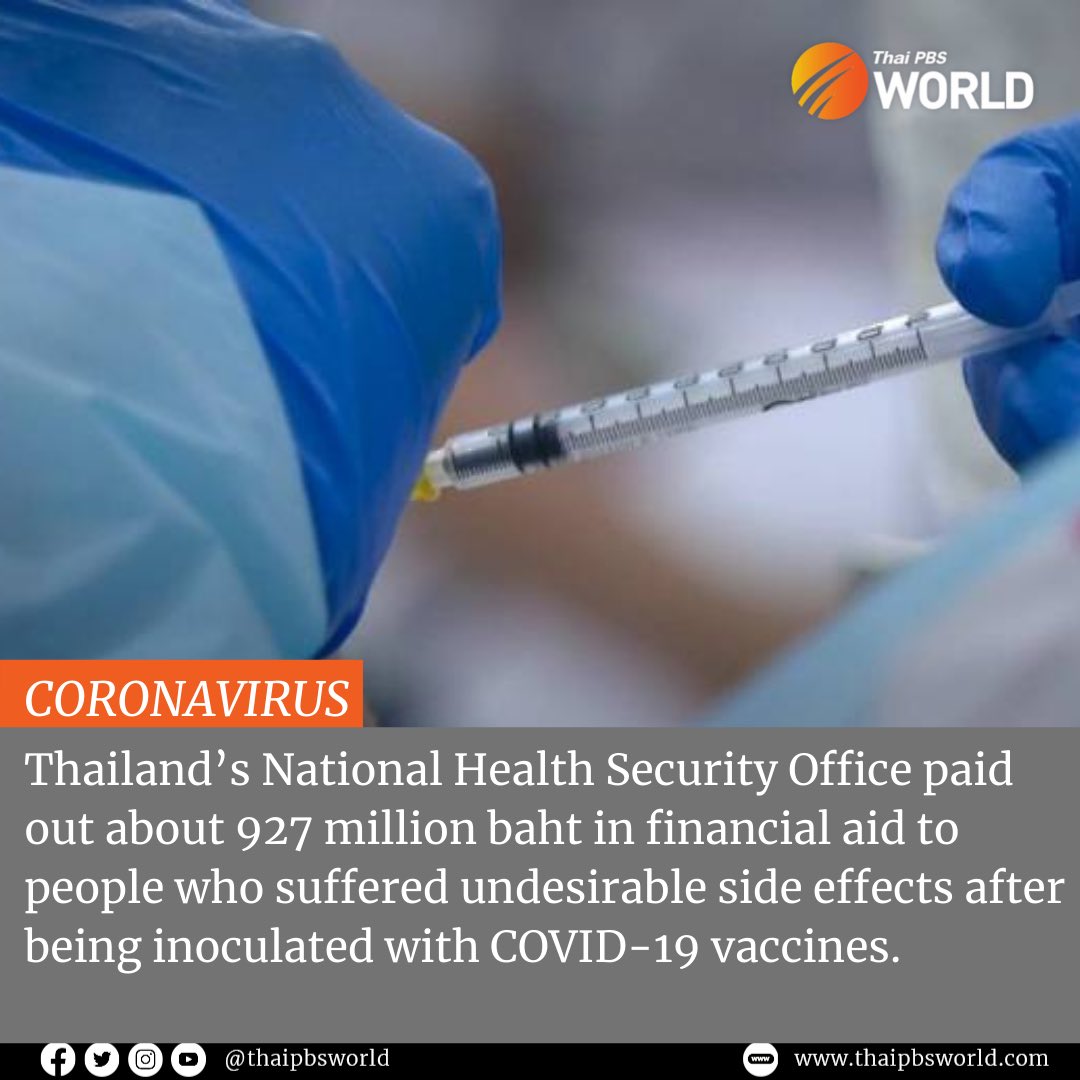 Thai PBS
WORLD
CORONAVIRUS
Thailand’s National Health Security Office paid
out about 927 million baht in financial aid to
people who suffered undesirable side effects after
being inoculated with COVID-19 vaccines.
@thaipbsworld
www
www.thaipbsworld.com